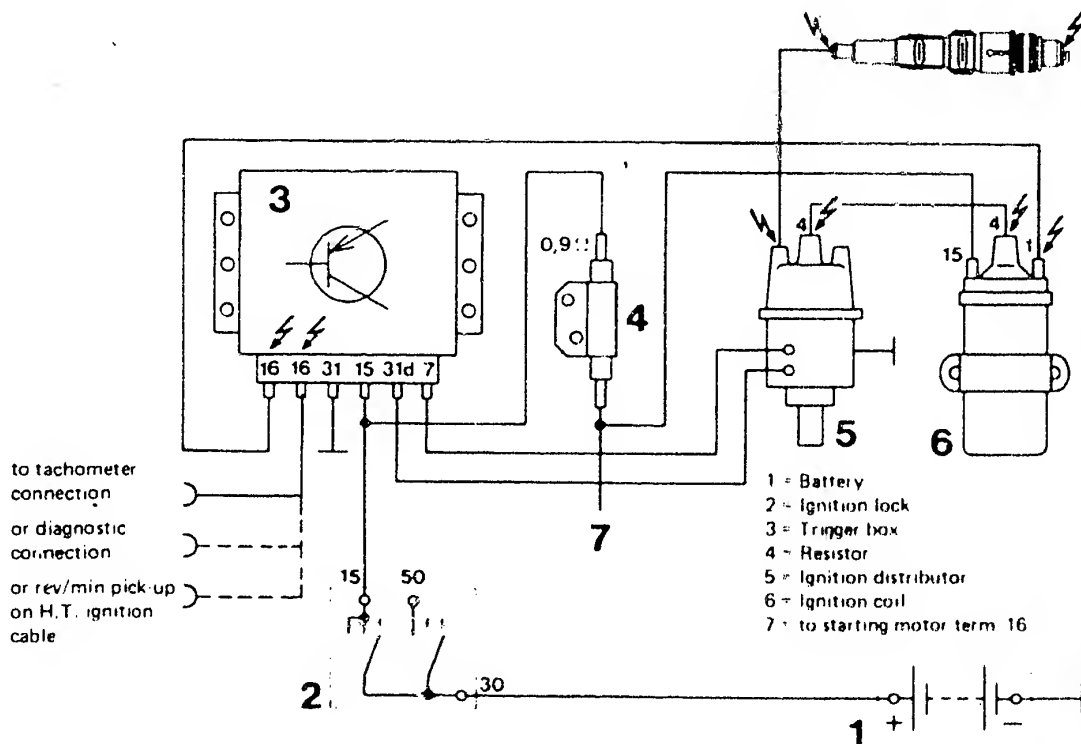 3
0,9Ω
4
4
4
1
15
16 16 31 15 31d 7
5
6
to tachometer
connection
or diagnostic
connection
or rev/min pick-up
on H.T. ignition
cable
7
1 = Battery
2 = Ignition lock
3 = Tringer box
4 = Resistor
5 = Ignition distributor
6 = Ignition coil
7 = to starting motor term 16
15 50
2
30
1
+ −